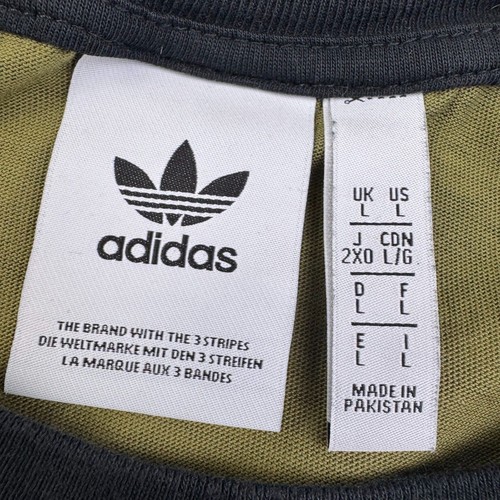 adidas
THE BRAND WITH THE 3 STRIPES
DIE WELTMARKE MIT DEN 3 STREIFEN
LA MARQUE AUX 3 BANDES
UK US
L L
J CDN
2XO L/G
D F
L L
E I
L L
MADE IN
PAKISTAN